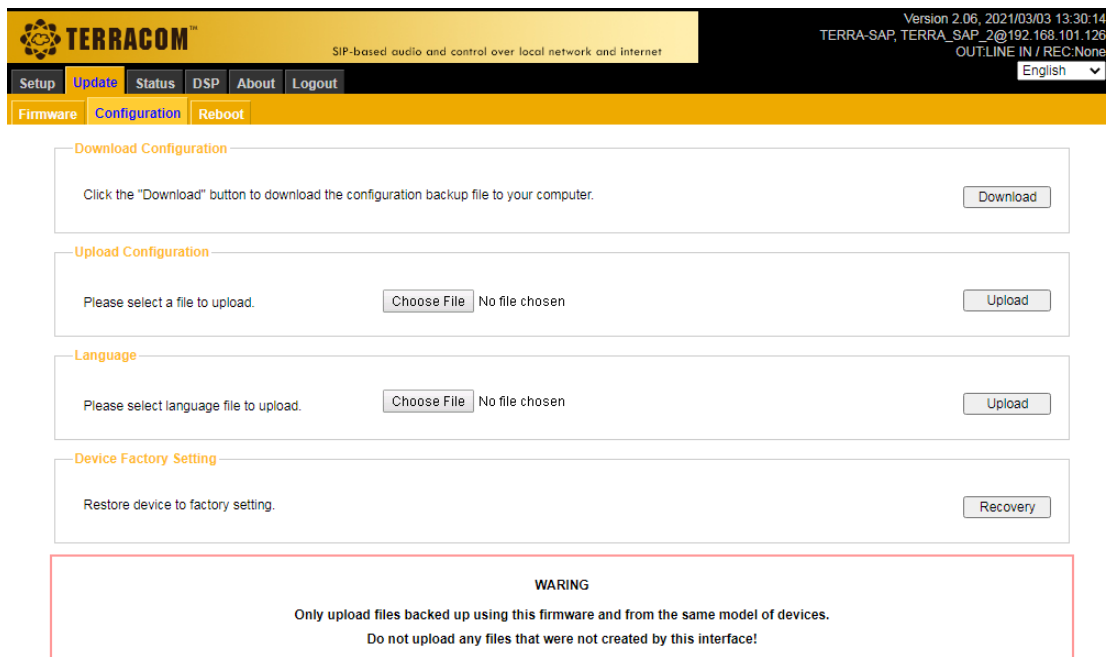 TERRACOM™
SIP-based audio and control over local network and internet
Version 2.06, 2021/03/03 13:30:14
TERRA-SAP, TERRA_SAP_2@192.168.101.126
OUT:LINE IN / REC:None
English
Setup Update Status DSP About Logout
Firmware Configuration Reboot
Download Configuration
Click the "Download" button to download the configuration backup file to your computer. Download
Upload Configuration
Please select a file to upload. Choose File No file chosen Upload
Language
Please select language file to upload. Choose File No file chosen Upload
Device Factory Setting
Restore device to factory setting. Recovery
WARING
Only upload files backed up using this firmware and from the same model of devices.
Do not upload any files that were not created by this interface!